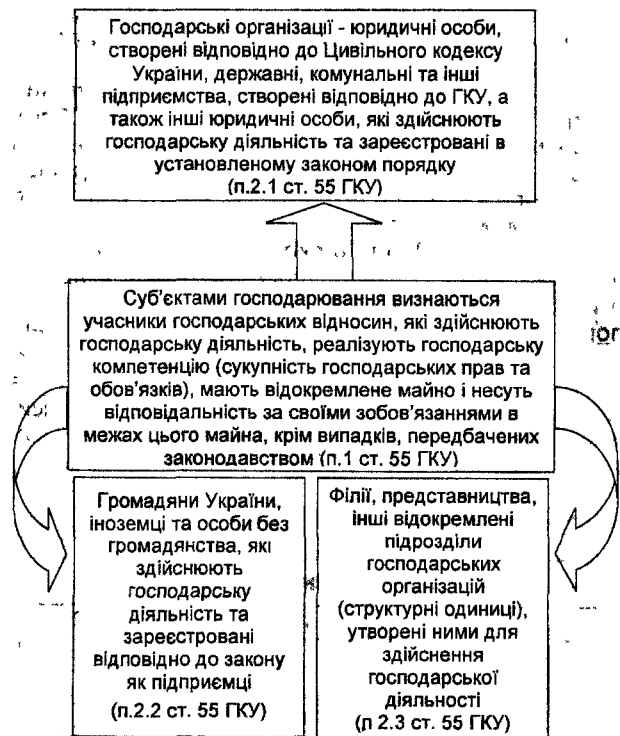 Господарські організації - юридичні особи,
створені відповідно до Цивільного кодексу
України, державні, комунальні та інші
підприємства, створені відповідно до ГКУ, а
також інші юридичні особи, які здійснюють
господарську діяльність та зареєстровані в
установленому законом порядку
(п.2.1 ст. 55 ГКУ)
Суб'єктами господарювання визнаються
учасники господарських відносин, які здійснюють
господарську діяльність, реалізують господарську
компетенцію (сукупність господарських прав та
обов'язків), мають відокремлене майно і несуть
відповідальність за своїми зобов'язаннями в
межах цього майна, крім випадків, передбачених
законодавством (п.1 ст. 55 ГКУ)
Громадяни України,
іноземці та особи без
громадянства, які
здійснюють
господарську
діяльність та
зареєстровані
відповідно до закону
як підприємці
(п.2.2 ст. 55 ГКУ)
Філії, представництва,
інші відокремлені
підрозділи
господарських
організацій
(структурні одиниці),
утворені ними для
здійснення
господарської
діяльності
(п 2.3 ст. 55 ГКУ)